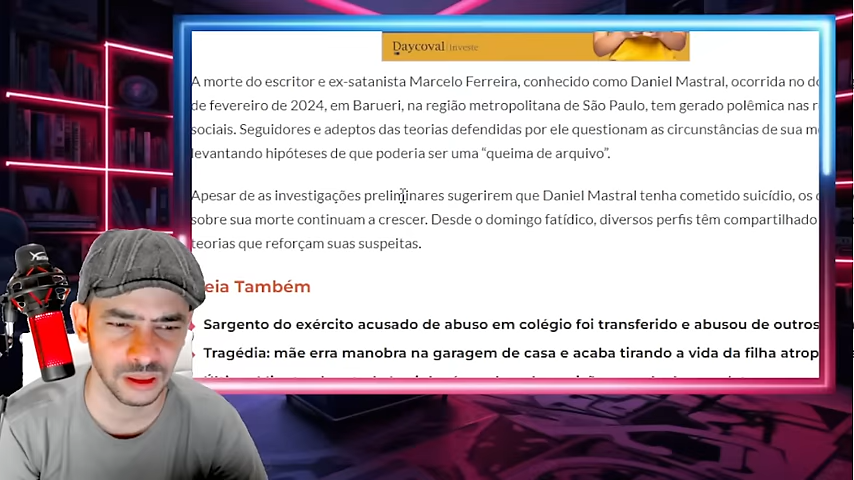 Daycoval investe
A morte do escritor e ex-satanista Marcelo Ferreira, conhecido como Daniel Mastral, ocorrida no
de fevereiro de 2024, em Barueri, na região metropolitana de São Paulo, tem gerado polêmica nas
sociais. Seguidores e adeptos das teorias defendidas por ele questionam as circunstâncias de sua
levantando hipóteses de que poderia ser uma “queima de arquivo”.
Apesar de as investigações preliminares sugerirem que Daniel Mastral tenha cometido suicídio, os
sobre sua morte continuam a crescer. Desde o domingo fatídico, diversos perfis têm compartilhado
teorias que reforçam suas suspeitas.
eia Também
Sargento do exército acusado de abuso em colégio foi transferido e abusou de outros
Tragédia: mãe erra manobra na garagem de casa e acaba tirando a vida da filha atrop